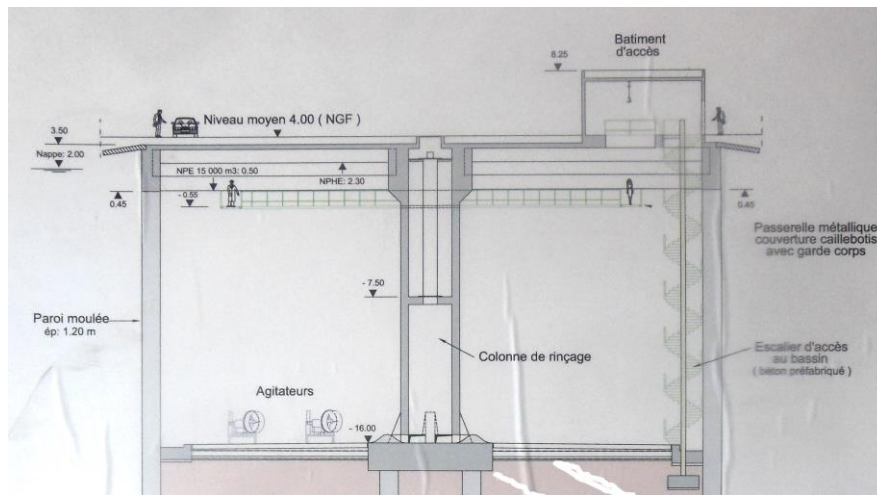 Batiment
d'accès
8.25
Niveau moyen 4.00 ( NGF )
3.50
Nappe: 2.00
NPE 15 000 m3: 0.50
NPHE: 2.30
0.45
- 0.55
0.45
Passerelle métallique
couverture caillebotis
avec garde corps
- 7.50
Paroi moulée
ép: 1.20 m
Colonne de rinçage
Escalier d'accès
au bassin
( béton préfabriqué )
Agitateurs
- 16.00